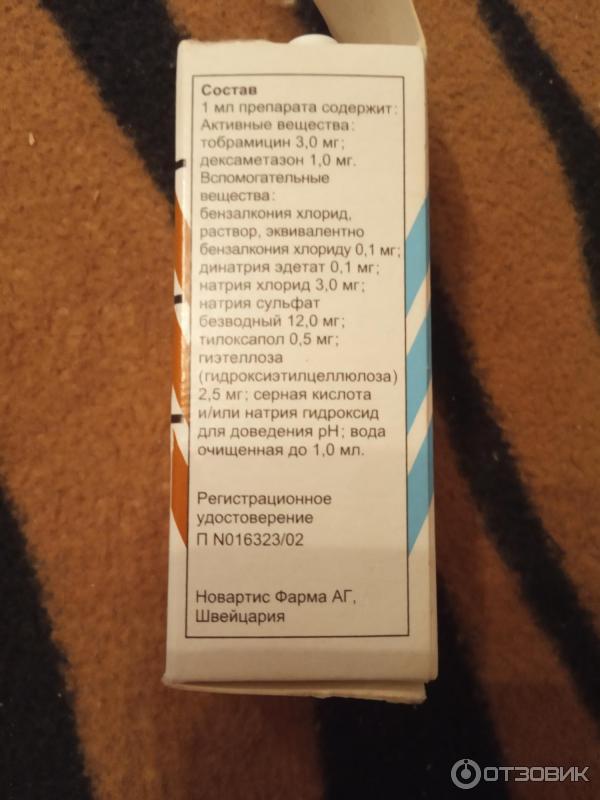 Состав
1 мл препарата содержит:
Активные вещества:
тобрамицин 3,0 мг;
дексаметазон 1,0 мг.
Вспомогательные
вещества:
бензалкония хлорид,
раствор, эквивалентно
бензалкония хлориду 0,1 мг;
динатрия эдетат 0,1 мг;
натрия хлорид 3,0 мг;
натрия сульфат
безводный 12,0 мг;
тилоксапол 0,5 мг;
гиэтеллоза
(гидроксиэтилцеллюлоза)
2,5 мг; серная кислота
и/или натрия гидроксид
для доведения pH; вода
очищенная до 1,0 мл.
Регистрационное
удостоверение
П N016323/02
Новартис Фарма АГ,
Швейцария
ОТЗОВИК